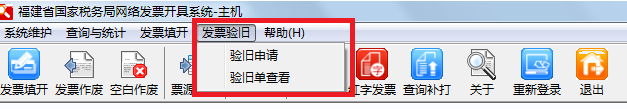 福建省国家税务局网络发票开具系统-主机
系统维护 查询与统计 发票填开 发票验旧 帮助(H)
验旧申请
验旧单查看
发票填开 发票作废 空白作废 票源 红字发票 查询补打 关于 重新登录 退出